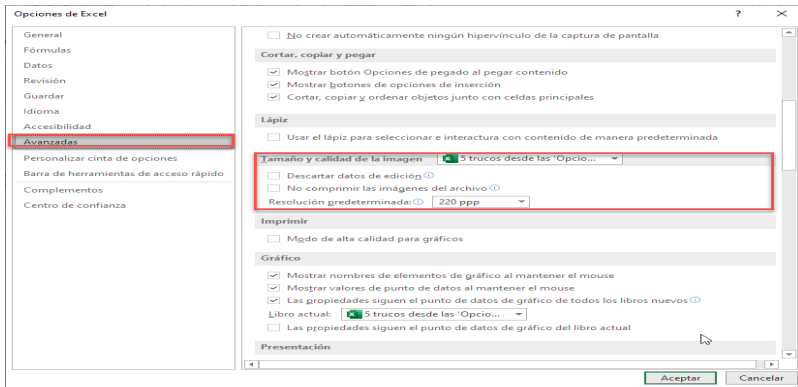 Opciones de Excel
?
General
Fórmulas
Datos
Revisión
Guardar
Idioma
Accesibilidad
Avanzadas
Personalizar cinta de opciones
Barra de herramientas de acceso rápido
Complementos
Centro de confianza
No crear automáticamente ningún hipervínculo de la captura de pantalla
Cortar, copiar y pegar
Mostrar botón Opciones de pegado al pegar contenido
Mostrar botones de opciones de inserción
Cortar, copiar y ordenar objetos junto con celdas principales
Lápiz
Usar el lápiz para seleccionar e interactura con contenido de manera predeterminada
Tamaño y calidad de la imagen 5 trucos desde las 'Opcio...
Descartar datos de edición
No comprimir las imágenes del archivo
Resolución predeterminada: 220 ppp
Imprimir
Modo de alta calidad para gráficos
Gráfico
Mostrar nombres de elementos de gráfico al mantener el mouse
Mostrar valores de punto de datos al mantener el mouse
Las propiedades siguen el punto de datos de gráfico de todos los libros nuevos
Libro actual: 5 trucos desde las 'Opcio...
Las propiedades siguen el punto de datos de gráfico del libro actual
Presentación
Aceptar Cancelar